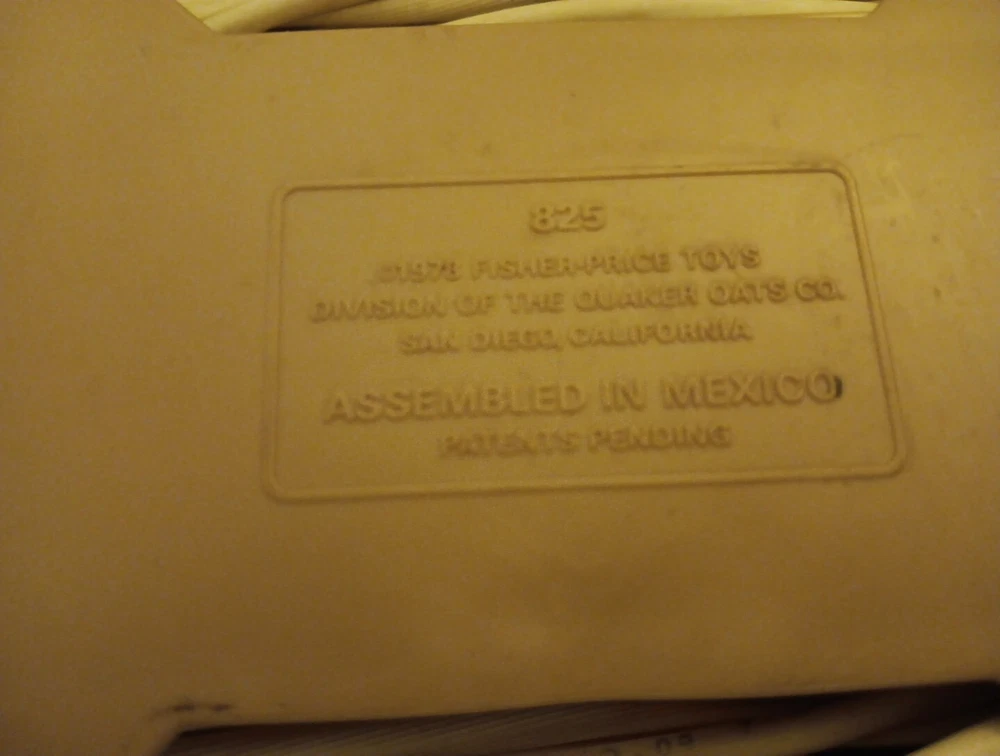 825
©1978 FISHER-PRICE TOYS
DIVISION OF THE QUAKER OATS CO.
SAN DIEGO, CALIFORNIA
ASSEMBLED IN MEXICO
PATENTS PENDING